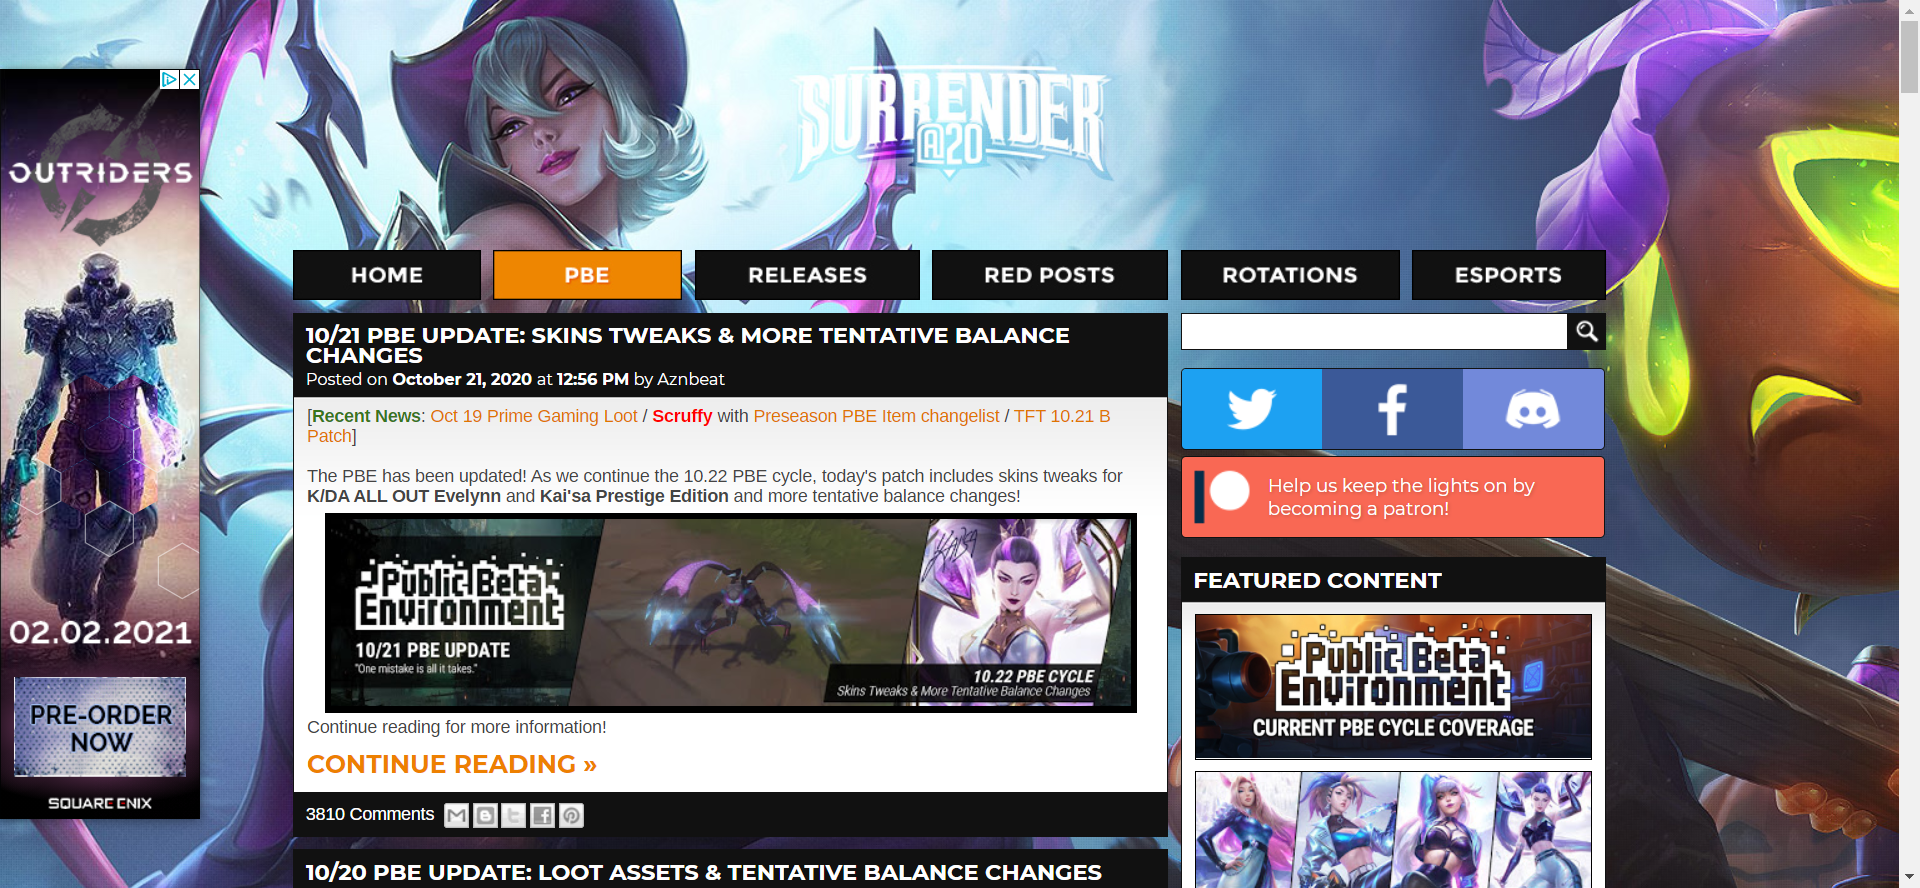 SURRENDER
@20
OUTRIDERS
02.02.2021
PRE-ORDER
NOW
SQUARE ENIX
HOME
PBE
RELEASES
RED POSTS
ROTATIONS
ESPORTS
10/21 PBE UPDATE: SKINS TWEAKS & MORE TENTATIVE BALANCE
CHANGES
Posted on October 21, 2020 at 12:56 PM by Aznbeat
[Recent News: Oct 19 Prime Gaming Loot / Scruffy with Preseason PBE Item changelist / TFT 10.21 B
Patch]
The PBE has been updated! As we continue the 10.22 PBE cycle, today's patch includes skins tweaks for
K/DA ALL OUT Evelynn and Kai'sa Prestige Edition and more tentative balance changes!
Public Beta
Environment
10/21 PBE UPDATE
"One mistake is all it takes."
KAI'SA
10.22 PBE CYCLE
Skins Tweaks & More Tentative Balance Changes
Continue reading for more information!
CONTINUE READING »
3810 Comments
10/20 PBE UPDATE: LOOT ASSETS & TENTATIVE BALANCE CHANGES
Help us keep the lights on by
becoming a patron!
FEATURED CONTENT
Public Beta
Environment
CURRENT PBE CYCLE COVERAGE